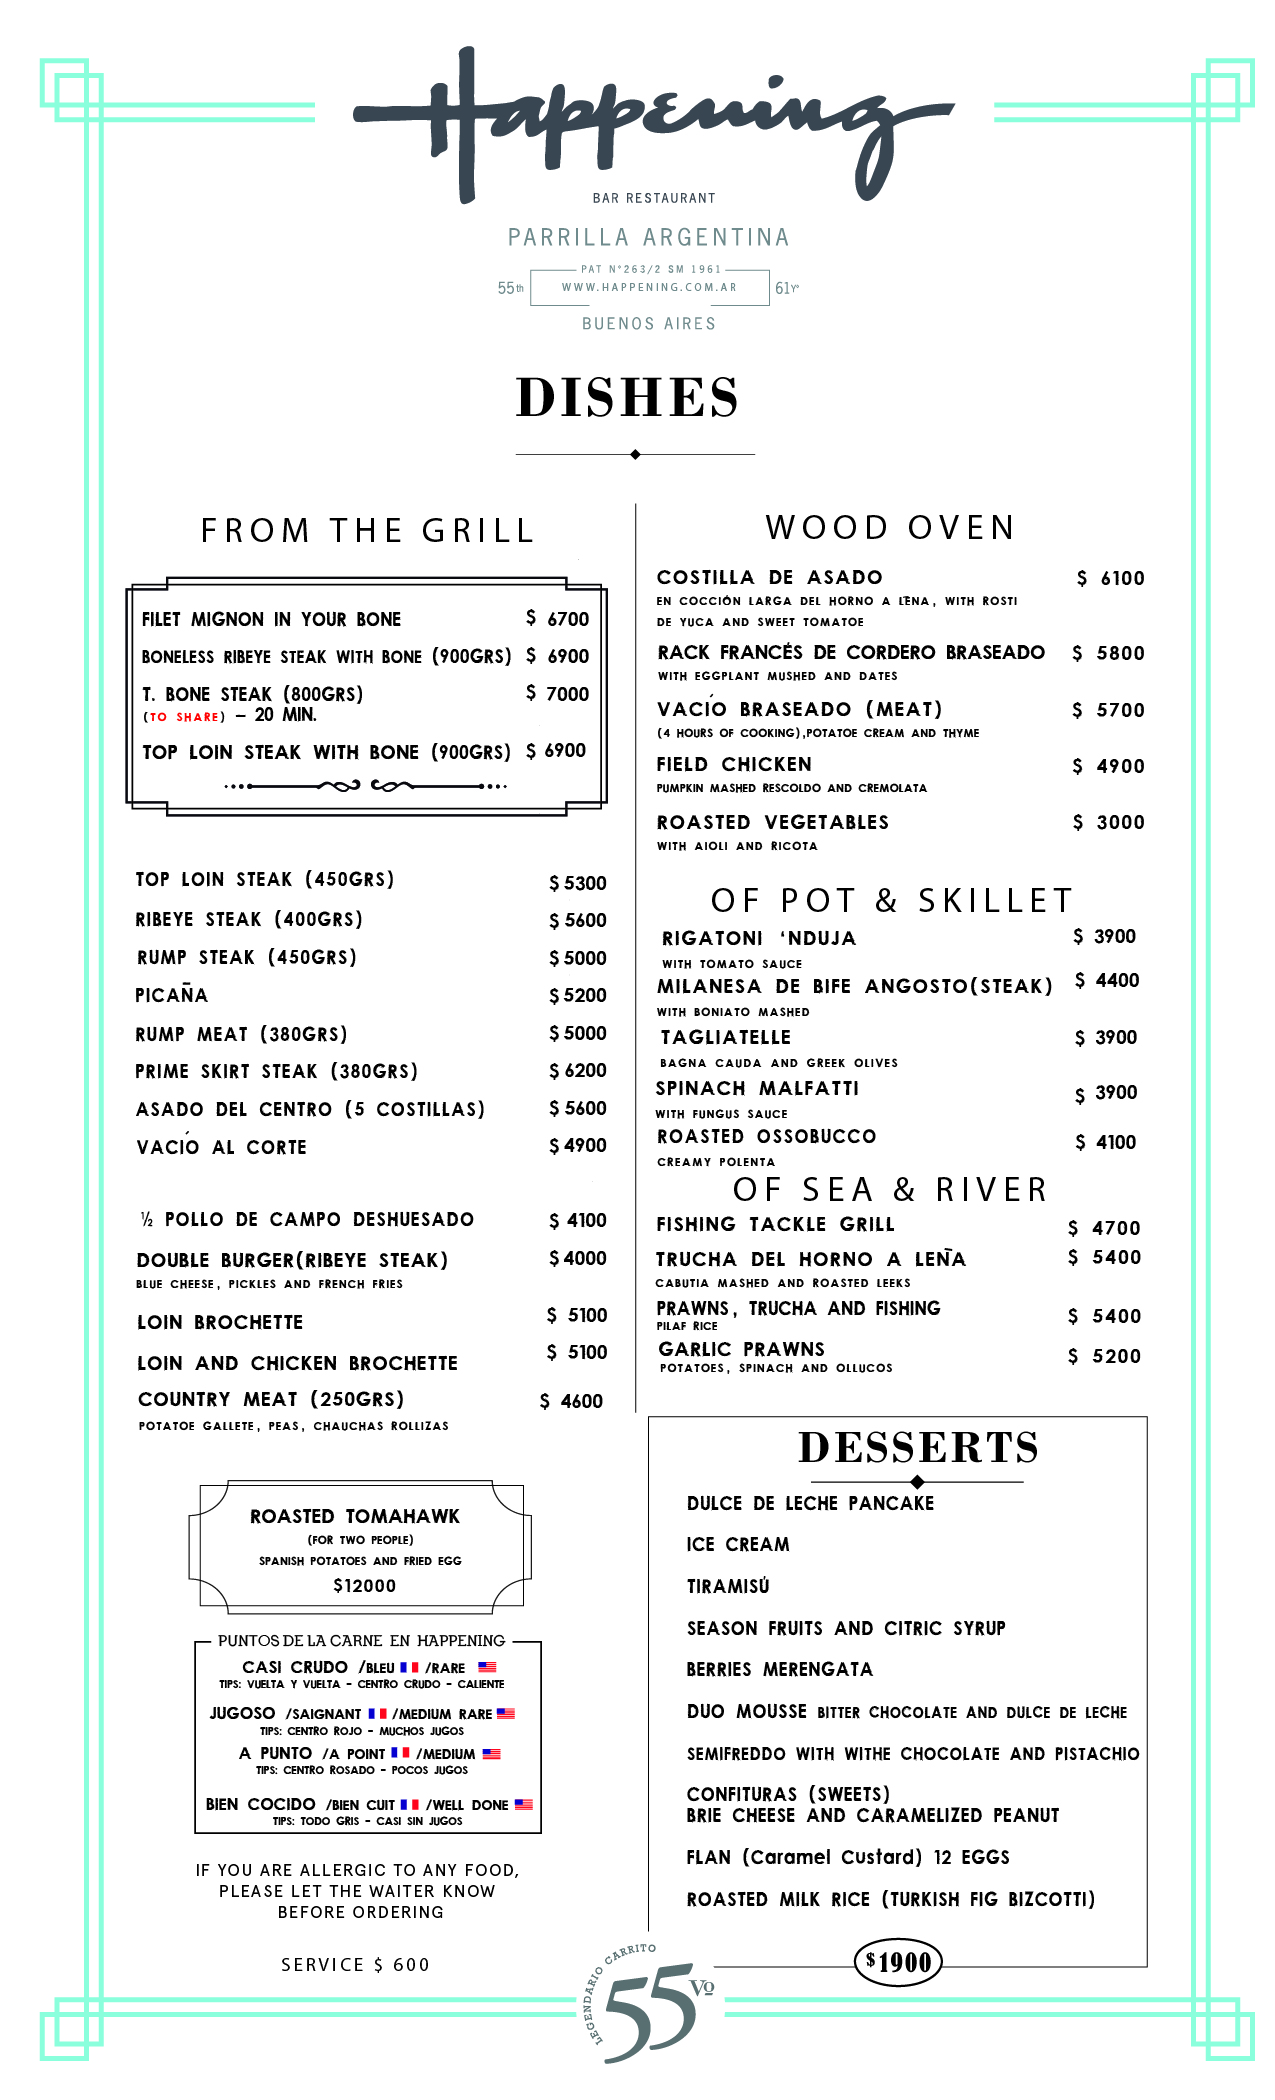 Happening
BAR RESTAURANT
PARRILLA ARGENTINA
PAT N°263/2 SM 1961
55th WWW.HAPPENING.COM.AR 61Yº
BUENOS AIRES
DISHES
FROM THE GRILL
FILET MIGNON IN YOUR BONE $ 6700
BONELESS RIBEYE STEAK WITH BONE (900GRS) $ 6900
T. BONE STEAK (800GRS) $ 7000
(TO SHARE) – 20 MIN.
TOP LOIN STEAK WITH BONE (900GRS) $ 6900
TOP LOIN STEAK (450GRS) $ 5300
RIBEYE STEAK (400GRS) $ 5600
RUMP STEAK (450GRS) $ 5000
PICAÑA $ 5200
RUMP MEAT (380GRS) $ 5000
PRIME SKIRT STEAK (380GRS) $ 6200
ASADO DEL CENTRO (5 COSTILLAS) $ 5600
VACÍO AL CORTE $ 4900
½ POLLO DE CAMPO DESHUESADO $ 4100
DOUBLE BURGER(RIBEYE STEAK) $ 4000
BLUE CHEESE, PICKLES AND FRENCH FRIES
LOIN BROCHETTE $ 5100
LOIN AND CHICKEN BROCHETTE $ 5100
COUNTRY MEAT (250GRS) $ 4600
POTATOE GALLETE, PEAS, CHAUCHAS ROLLIZAS
ROASTED TOMAHAWK
(FOR TWO PEOPLE)
SPANISH POTATOES AND FRIED EGG
$12000
PUNTOS DE LA CARNE EN HAPPENING
CASI CRUDO /BLEU /RARE
TIPS: VUELTA Y VUELTA – CENTRO CRUDO – CALIENTE
JUGOSO /SAIGNANT /MEDIUM RARE
TIPS: CENTRO ROJO – MUCHOS JUGOS
A PUNTO /A POINT /MEDIUM
TIPS: CENTRO ROSADO – POCOS JUGOS
BIEN COCIDO /BIEN CUIT /WELL DONE
TIPS: TODO GRIS – CASI SIN JUGOS
IF YOU ARE ALLERGIC TO ANY FOOD,
PLEASE LET THE WAITER KNOW
BEFORE ORDERING
SERVICE $ 600
WOOD OVEN
COSTILLA DE ASADO $ 6100
EN COCCIÓN LARGA DEL HORNO A LEÑA, WITH ROSTI
DE YUCA AND SWEET TOMATOE
RACK FRANCÉS DE CORDERO BRASEADO $ 5800
WITH EGGPLANT MUSHED AND DATES
VACÍO BRASEADO (MEAT) $ 5700
(4 HOURS OF COOKING),POTATOE CREAM AND THYME
FIELD CHICKEN $ 4900
PUMPKIN MASHED RESCOLDO AND CREMOLATA
ROASTED VEGETABLES $ 3000
WITH AIOLI AND RICOTA
OF POT & SKILLET
RIGATONI ‘NDUJA $ 3900
WITH TOMATO SAUCE
MILANESA DE BIFE ANGOSTO(STEAK) $ 4400
WITH BONIATO MASHED
TAGLIATELLE $ 3900
BAGNA CAUDA AND GREEK OLIVES
SPINACH MALFATTI $ 3900
WITH FUNGUS SAUCE
ROASTED OSSOBUCCO $ 4100
CREAMY POLENTA
OF SEA & RIVER
FISHING TACKLE GRILL $ 4700
TRUCHA DEL HORNO A LEÑA $ 5400
CABUTIA MASHED AND ROASTED LEEKS
PRAWNS, TRUCHA AND FISHING $ 5400
PILAF RICE
GARLIC PRAWNS $ 5200
POTATOES, SPINACH AND OLLUCOS
DESSERTS
DULCE DE LECHE PANCAKE
ICE CREAM
TIRAMISÚ
SEASON FRUITS AND CITRIC SYRUP
BERRIES MERENGATA
DUO MOUSSE BITTER CHOCOLATE AND DULCE DE LECHE
SEMIFREDDO WITH WITHE CHOCOLATE AND PISTACHIO
CONFITURAS (SWEETS)
BRIE CHEESE AND CARAMELIZED PEANUT
FLAN (Caramel Custard) 12 EGGS
ROASTED MILK RICE (TURKISH FIG BIZCOTTI)
$1900
LEGENDARIO CARRITO
55 Vº